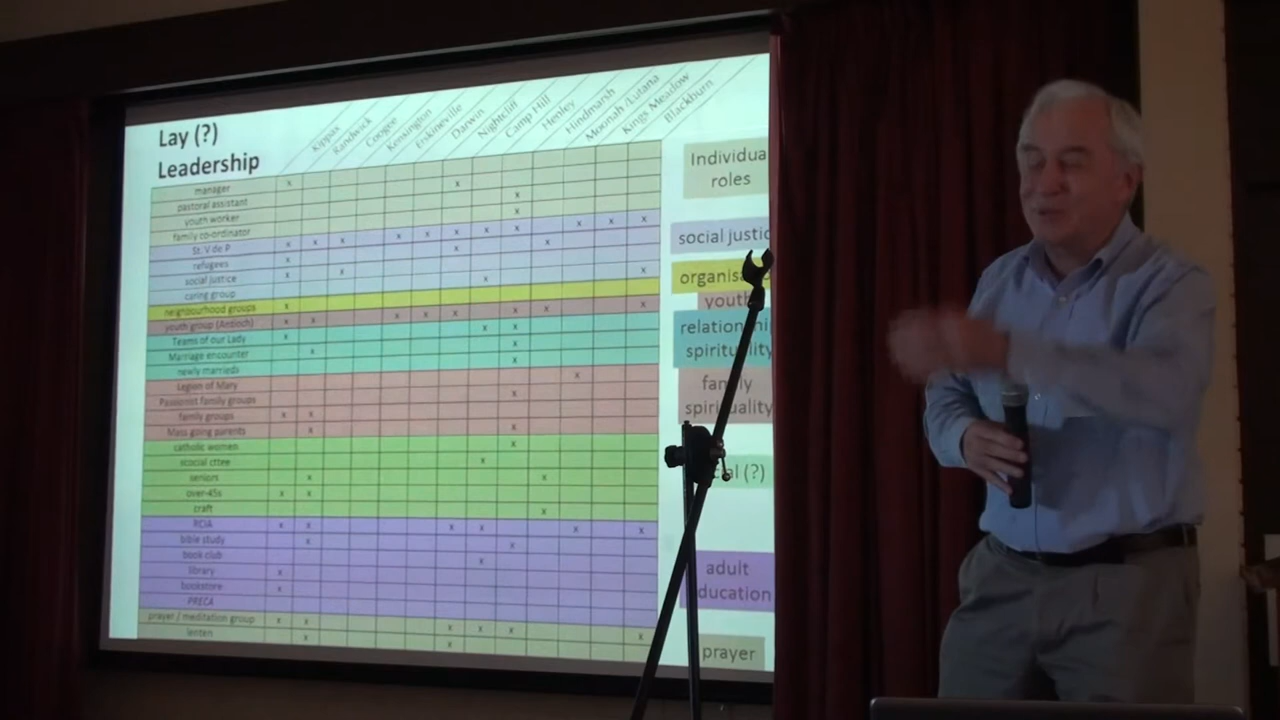 Lay (?)
Leadership
Kippax
Randwick
Coogee
Kensington
Erskineville
Darwin
Nightcliff
Camp Hill
Henley
Hindmarsh
Moonah / Lutana
Kings Meadow
Blackburn
manager
pastoral assistant
youth worker
family co-ordinator
St. V de P
refugees
social justice
caring group
neighbourhood groups
youth group (Antioch)
Teams of our Lady
Marriage encounter
newly marrieds
Legion of Mary
Passionist family groups
family groups
Mass going parents
catholic women
scocial cttee
seniors
over-45s
craft
RCIA
bible study
book club
library
bookstore
PRECA
prayer / meditation group
lenten
Individua
roles
social justic
organisa
youth
relationshi
spirituality
family
spirituality
ial (?)
adult
ducation
prayer